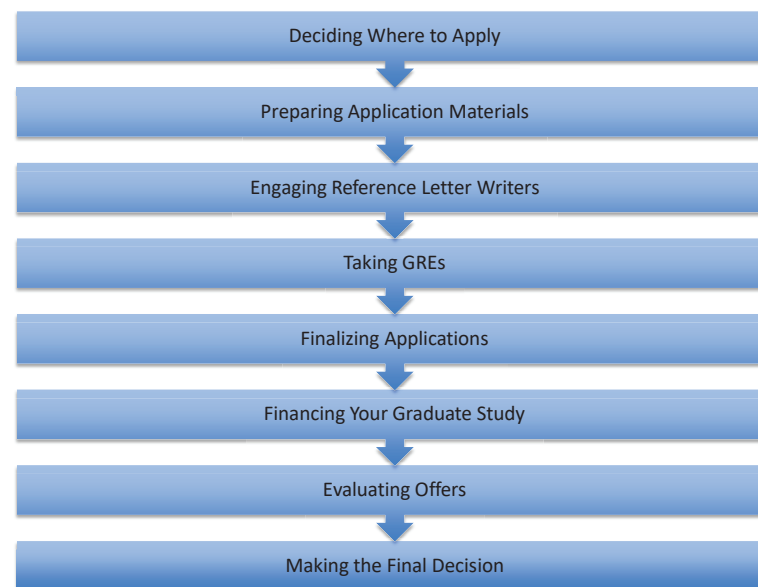 Deciding Where to Apply
Preparing Application Materials
Engaging Reference Letter Writers
Taking GREs
Finalizing Applications
Financing Your Graduate Study
Evaluating Offers
Making the Final Decision